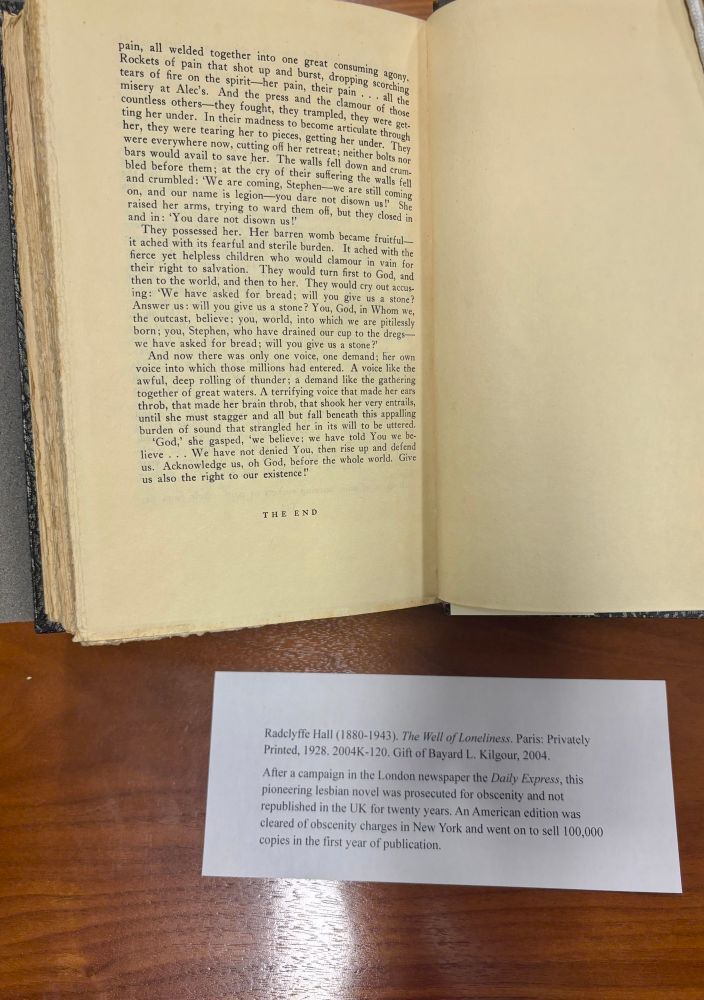 pain, all welded together into one great consuming agony.
Rockets of pain that shot up and burst, dropping scorching
tears of fire on the spirit—her pain, their pain . . . all the
misery at Alec's. And the press and the clamour of those
countless others—they fought, they trampled, they were get-
ting her under. In their madness to become articulate through
her, they were tearing her to pieces, getting her under. They
were everywhere now, cutting off her retreat; neither bolts nor
bars would avail to save her. The walls fell down and crum-
bled before them; at the cry of their suffering the walls fell
and crumbled: 'We are coming, Stephen—we are still coming
on, and our name is legion—you dare not disown us!' She
raised her arms, trying to ward them off, but they closed in
and in: 'You dare not disown us!'
They possessed her. Her barren womb became fruitful—
it ached with its fearful and sterile burden. It ached with the
fierce yet helpless children who would clamour in vain for
their right to salvation. They would turn first to God, and
then to the world, and then to her. They would cry out accus-
ing: 'We have asked for bread; will you give us a stone?
Answer us: will you give us a stone? You, God, in Whom we,
the outcast, believe; you, world, into which we are pitilessly
born; you, Stephen, who have drained our cup to the dregs—
we have asked for bread; will you give us a stone?'
And now there was only one voice, one demand; her own
voice into which those millions had entered. A voice like the
awful, deep rolling of thunder; a demand like the gathering
together of great waters. A terrifying voice that made her ears
throb, that made her brain throb, that shook her very entrails,
until she must stagger and all but fall beneath this appalling
burden of sound that strangled her in its will to be uttered.
'God,' she gasped, 'we believe; we have told You we be-
lieve . . . We have not denied You, then rise up and defend
us. Acknowledge us, oh God, before the whole world. Give
us also the right to our existence!'
THE END
Radclyffe Hall (1880-1943). The Well of Loneliness. Paris: Privately
Printed, 1928. 2004K-120. Gift of Bayard L. Kilgour, 2004.
After a campaign in the London newspaper the Daily Express, this
pioneering lesbian novel was prosecuted for obscenity and not
republished in the UK for twenty years. An American edition was
cleared of obscenity charges in New York and went on to sell 100,000
copies in the first year of publication.